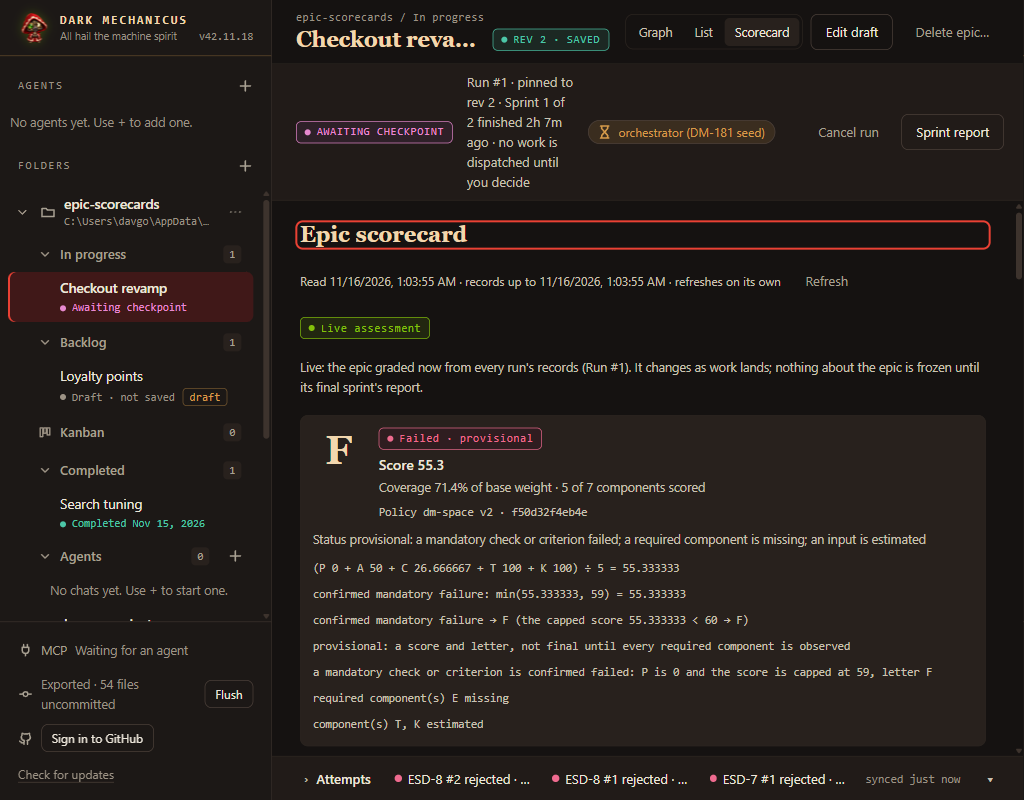 DARK MECHANICUS
All hail the machine spirit v42.11.18
AGENTS
No agents yet. Use + to add one.
FOLDERS
epic-scorecards
C:\Users\davgo\AppData\…
In progress 1
Checkout revamp
Awaiting checkpoint
Backlog 1
Loyalty points
Draft · not saved draft
Kanban 0
Completed 1
Search tuning
Completed Nov 15, 2026
Agents 0
No chats yet. Use + to start one.
MCP Waiting for an agent
Exported · 54 files
uncommitted
Flush
Sign in to GitHub
Check for updates
epic-scorecards / In progress
Checkout reva…
REV 2 · SAVED
Graph List Scorecard
Edit draft
Delete epic…
AWAITING CHECKPOINT
Run #1 · pinned to
rev 2 · Sprint 1 of
2 finished 2h 7m
ago · no work is
dispatched until
you decide
orchestrator (DM-181 seed)
Cancel run
Sprint report
Epic scorecard
Read 11/16/2026, 1:03:55 AM · records up to 11/16/2026, 1:03:55 AM · refreshes on its own Refresh
Live assessment
Live: the epic graded now from every run's records (Run #1). It changes as work lands; nothing about the epic is frozen until
its final sprint's report.
F
Failed · provisional
Score 55.3
Coverage 71.4% of base weight · 5 of 7 components scored
Policy dm-space v2 · f50d32f4eb4e
Status provisional: a mandatory check or criterion failed; a required component is missing; an input is estimated
(P 0 + A 50 + C 26.666667 + T 100 + K 100) ÷ 5 = 55.333333
confirmed mandatory failure: min(55.333333, 59) = 55.333333
confirmed mandatory failure → F (the capped score 55.333333 < 60 → F)
provisional: a score and letter, not final until every required component is observed
a mandatory check or criterion is confirmed failed: P is 0 and the score is capped at 59, letter F
required component(s) E missing
component(s) T, K estimated
Attempts
ESD-8 #2 rejected · …
ESD-8 #1 rejected · …
ESD-7 #1 rejected · …
synced just now